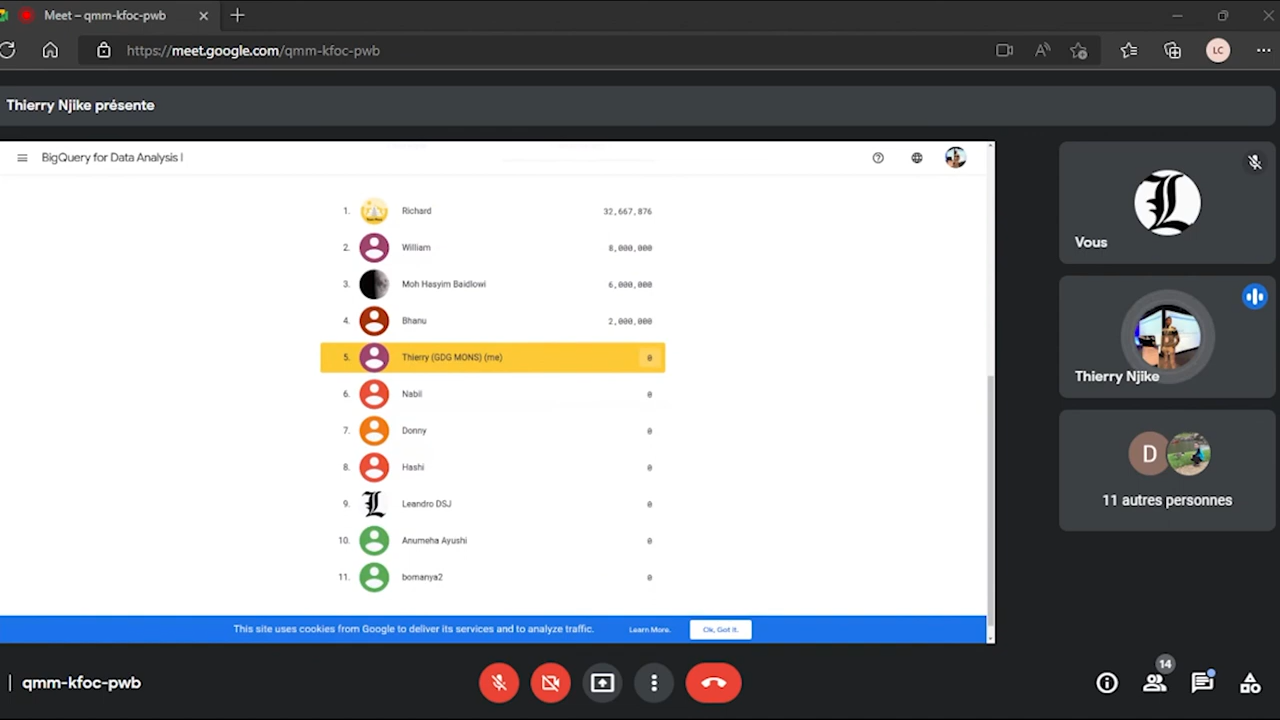 Meet – qmm-kfoc-pwb
https://meet.google.com/qmm-kfoc-pwb
LC
Thierry Njike présente
BigQuery for Data Analysis I
1. Richard 32,667,876
2. William 8,000,000
3. Moh Hasyim Baidlowi 6,000,000
4. Bhanu 2,000,000
5. Thierry (GDG MONS) (me) 0
6. Nabil 0
7. Donny 0
8. Hashi 0
9. L Leandro DSJ 0
10. Anumeha Ayushi 0
11. bomanya2 0
This site uses cookies from Google to deliver its services and to analyze traffic. Learn More. Ok, Got it.
L
Vous
Thierry Njike
D
11 autres personnes
qmm-kfoc-pwb
14